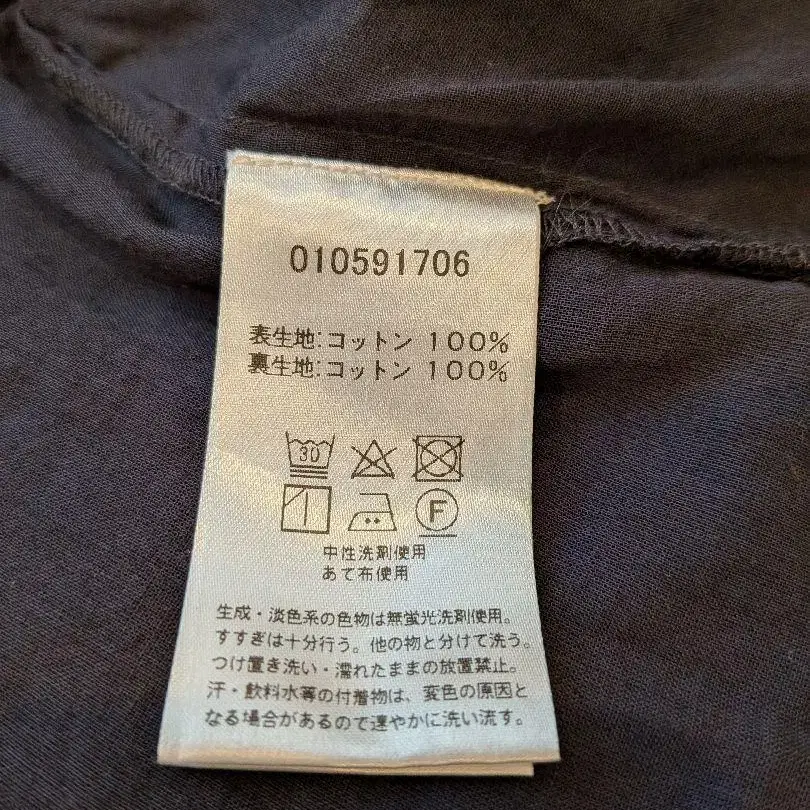 010591706
表生地:コットン 100%
裏生地:コットン 100%
30
F
中性洗剤使用
あて布使用
生成・淡色系の色物は無蛍光洗剤使用。
すすぎは十分行う。他の物と分けて洗う。
つけ置き洗い・濡れたままの放置禁止。
汗・飲料水等の付着物は、変色の原因と
なる場合があるので速やかに洗い流す。